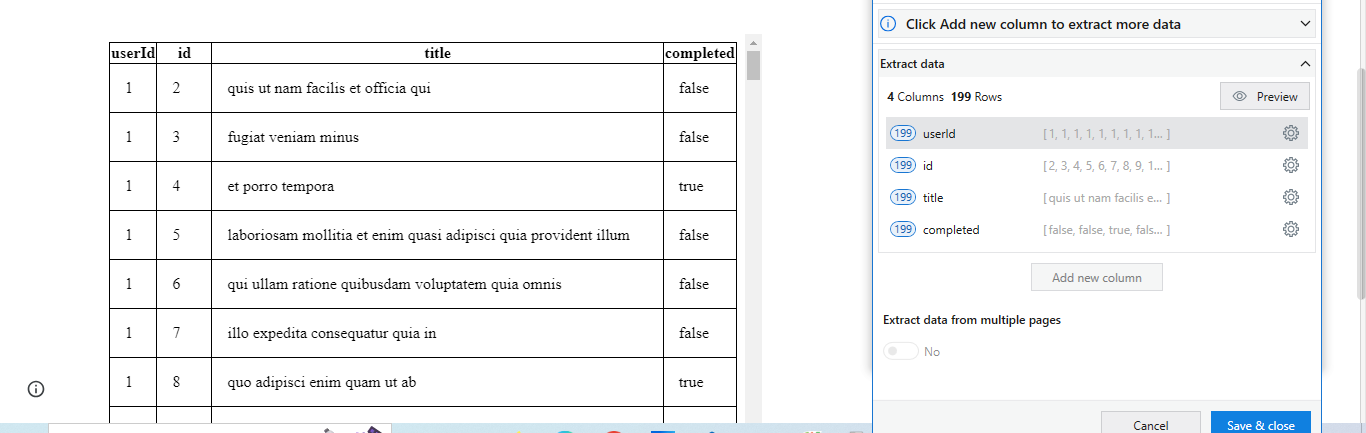 userId id title completed
1 2 quis ut nam facilis et officia qui false
1 3 fugiat veniam minus false
1 4 et porro tempora true
1 5 laboriosam mollitia et enim quasi adipisci quia provident illum false
1 6 qui ullam ratione quibusdam voluptatem quia omnis false
1 7 illo expedita consequatur quia in false
1 8 quo adipisci enim quam ut ab true
Click Add new column to extract more data
Extract data
4 Columns 199 Rows
Preview
199 userId [ 1, 1, 1, 1, 1, 1, 1, 1, 1... ]
199 id [ 2, 3, 4, 5, 6, 7, 8, 9, 1... ]
199 title [ quis ut nam facilis e... ]
199 completed [ false, false, true, fals... ]
Add new column
Extract data from multiple pages
No
Cancel
Save & close